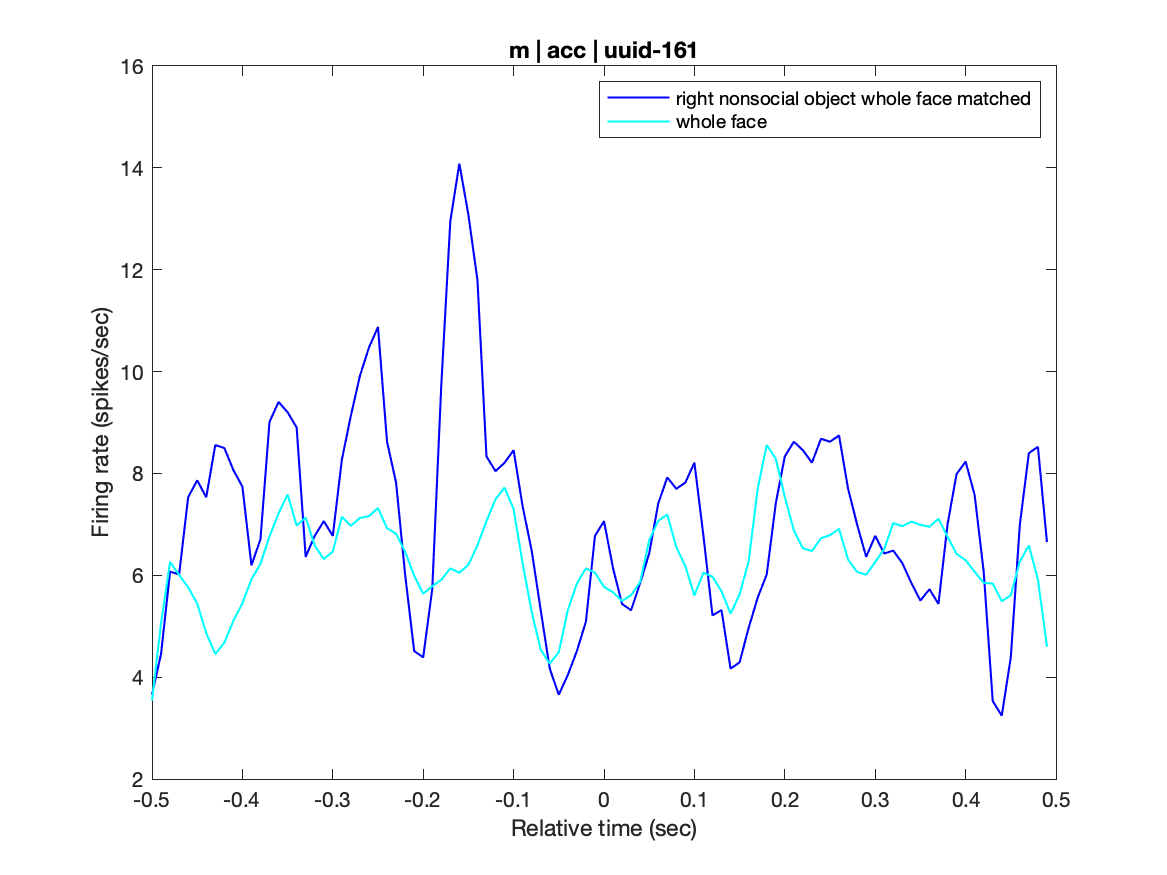 m | acc | uuid-161
16
right nonsocial object whole face matched
whole face
14
12
10
8
6
4
2
Firing rate (spikes/sec)
-0.5 -0.4 -0.3 -0.2 -0.1 0 0.1 0.2 0.3 0.4 0.5
Relative time (sec)